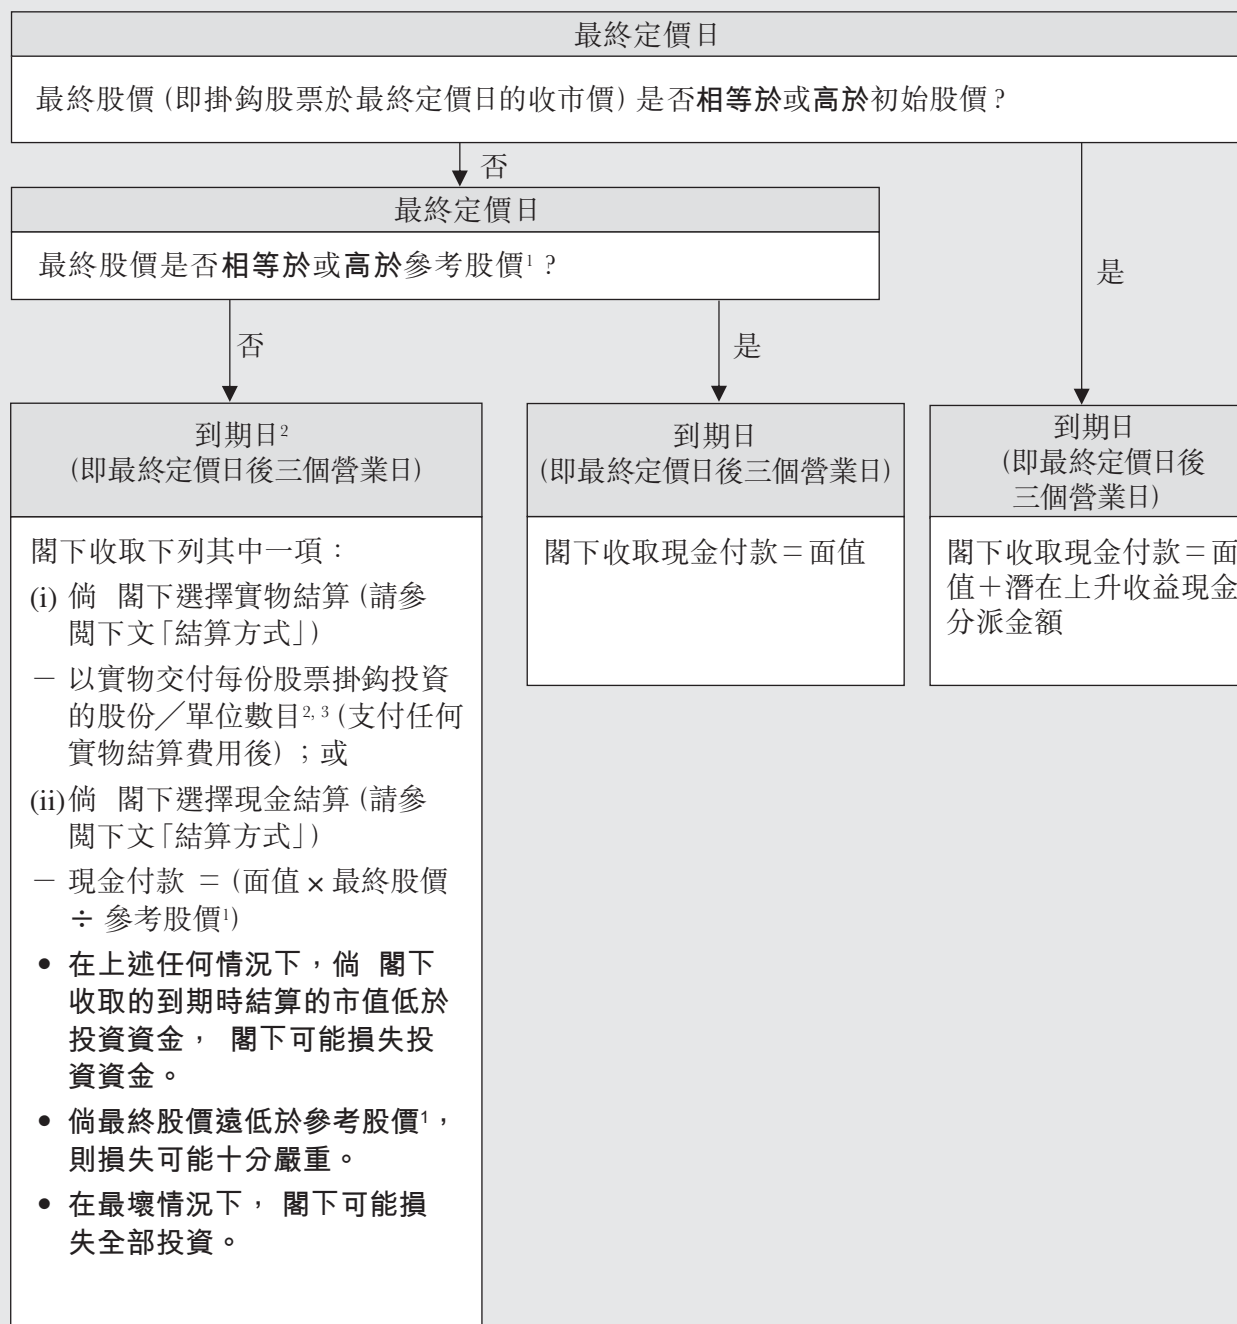 最終定價日
最終股價 (即掛鈎股票於最終定價日的收市價) 是否相等於或高於初始股價?
否
最終定價日
最終股價是否相等於或高於參考股價¹ ?
是
否
是
到期日²
(即最終定價日後三個營業日)
閣下收取下列其中一項:
(i) 倘 閣下選擇實物結算 (請參
閱下文「結算方式」)
— 以實物交付每份股票掛鈎投資
的股份/單位數目²,³ (支付任何
實物結算費用後) ;或
(ii) 倘 閣下選擇現金結算 (請參
閱下文「結算方式」)
— 現金付款 = (面值 × 最終股價
÷ 參考股價¹)
• 在上述任何情況下,倘 閣下
收取的到期時結算的市值低於
投資資金, 閣下可能損失投
資資金。
• 倘最終股價遠低於參考股價¹,
則損失可能十分嚴重。
• 在最壞情況下, 閣下可能損
失全部投資。
到期日
(即最終定價日後三個營業日)
閣下收取現金付款=面值
到期日
(即最終定價日後
三個營業日)
閣下收取現金付款=面
值+潛在上升收益現金
分派金額